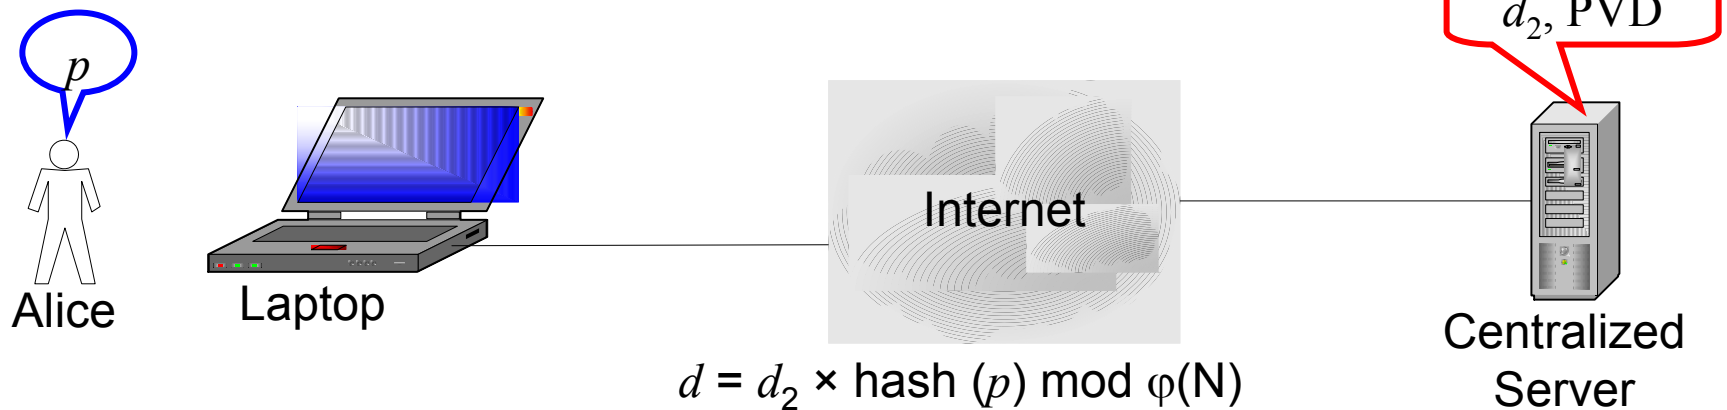 d₂, PVD
p
Internet
Alice
Laptop
Centralized
Server
d = d₂ × hash (p) mod φ(N)